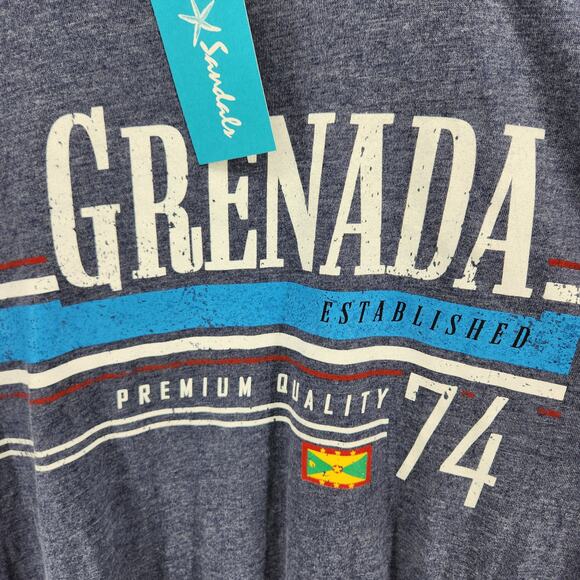 Sandals
GRENADA
ESTABLISHED
PREMIUM QUALITY
74